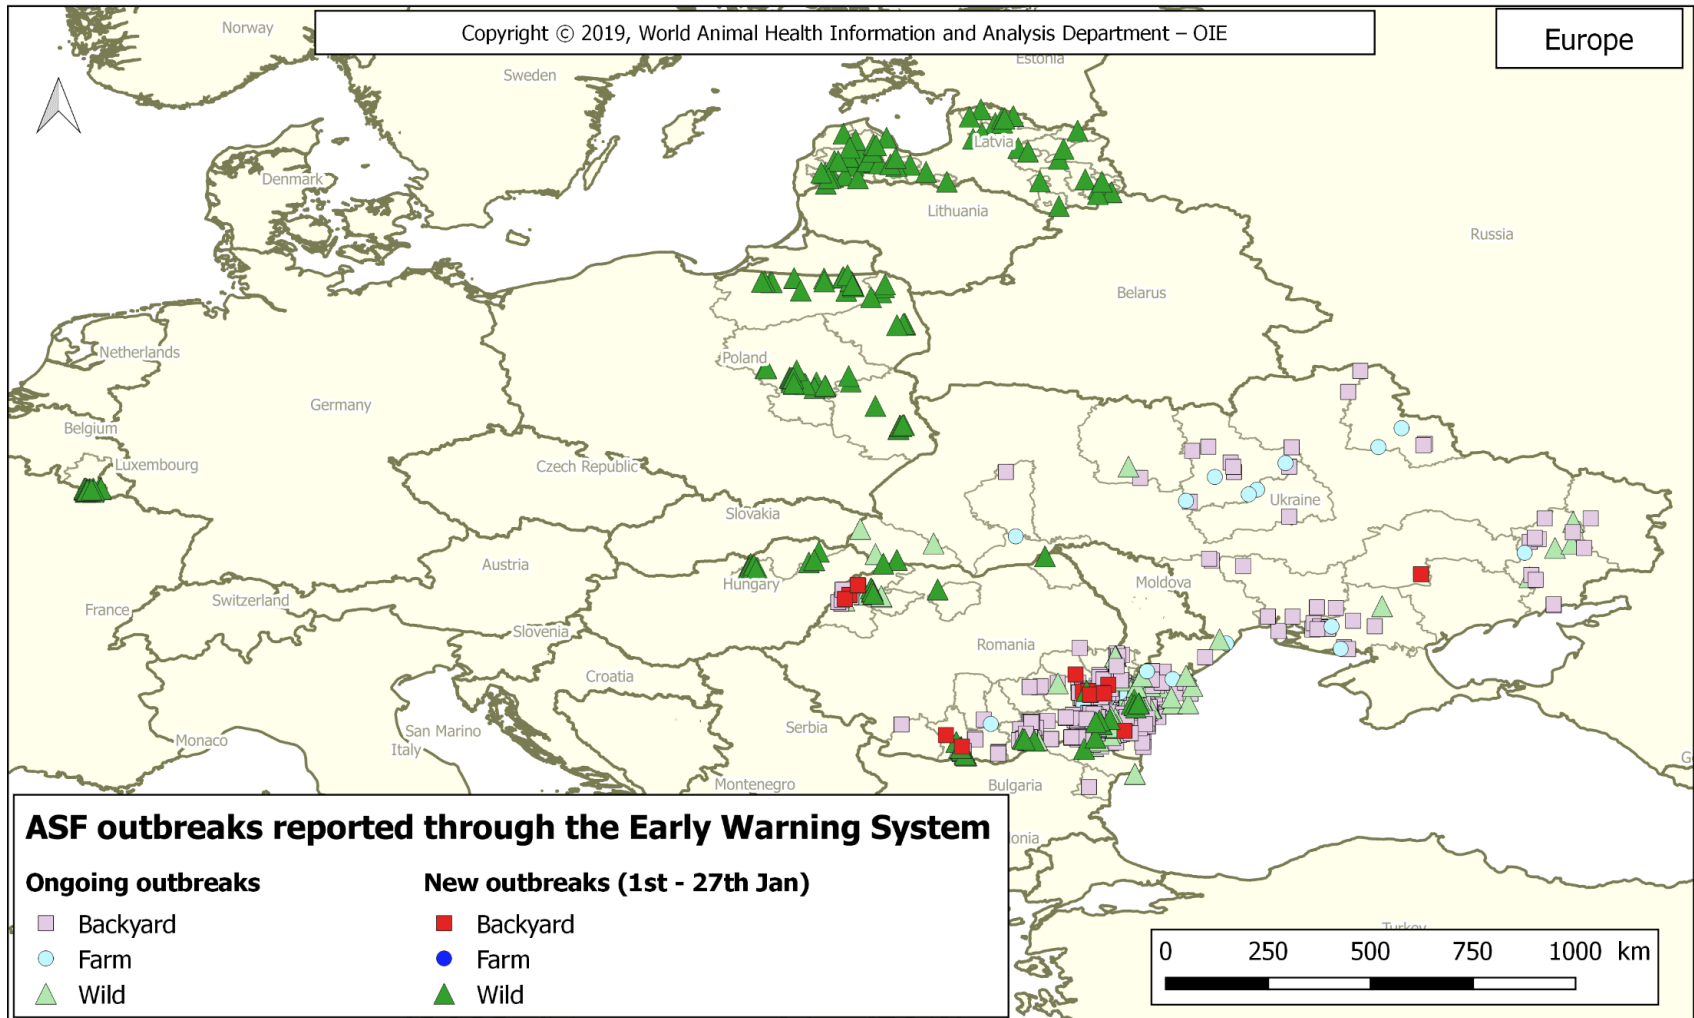 Copyright © 2019, World Animal Health Information and Analysis Department – OIE
Europe
Norway
Sweden
Estonia
Latvia
Denmark
Lithuania
Russia
Belarus
Netherlands
Poland
Germany
Belgium
Luxembourg
Czech Republic
Ukraine
Slovakia
Austria
Hungary
Moldova
France
Switzerland
Slovenia
Romania
Croatia
Serbia
San Marino
Monaco
Italy
Montenegro
Bulgaria
onia
G
Turkey
ASF outbreaks reported through the Early Warning System
Ongoing outbreaks
New outbreaks (1st - 27th Jan)
Backyard
Backyard
Farm
Farm
Wild
Wild
0 250 500 750 1000 km